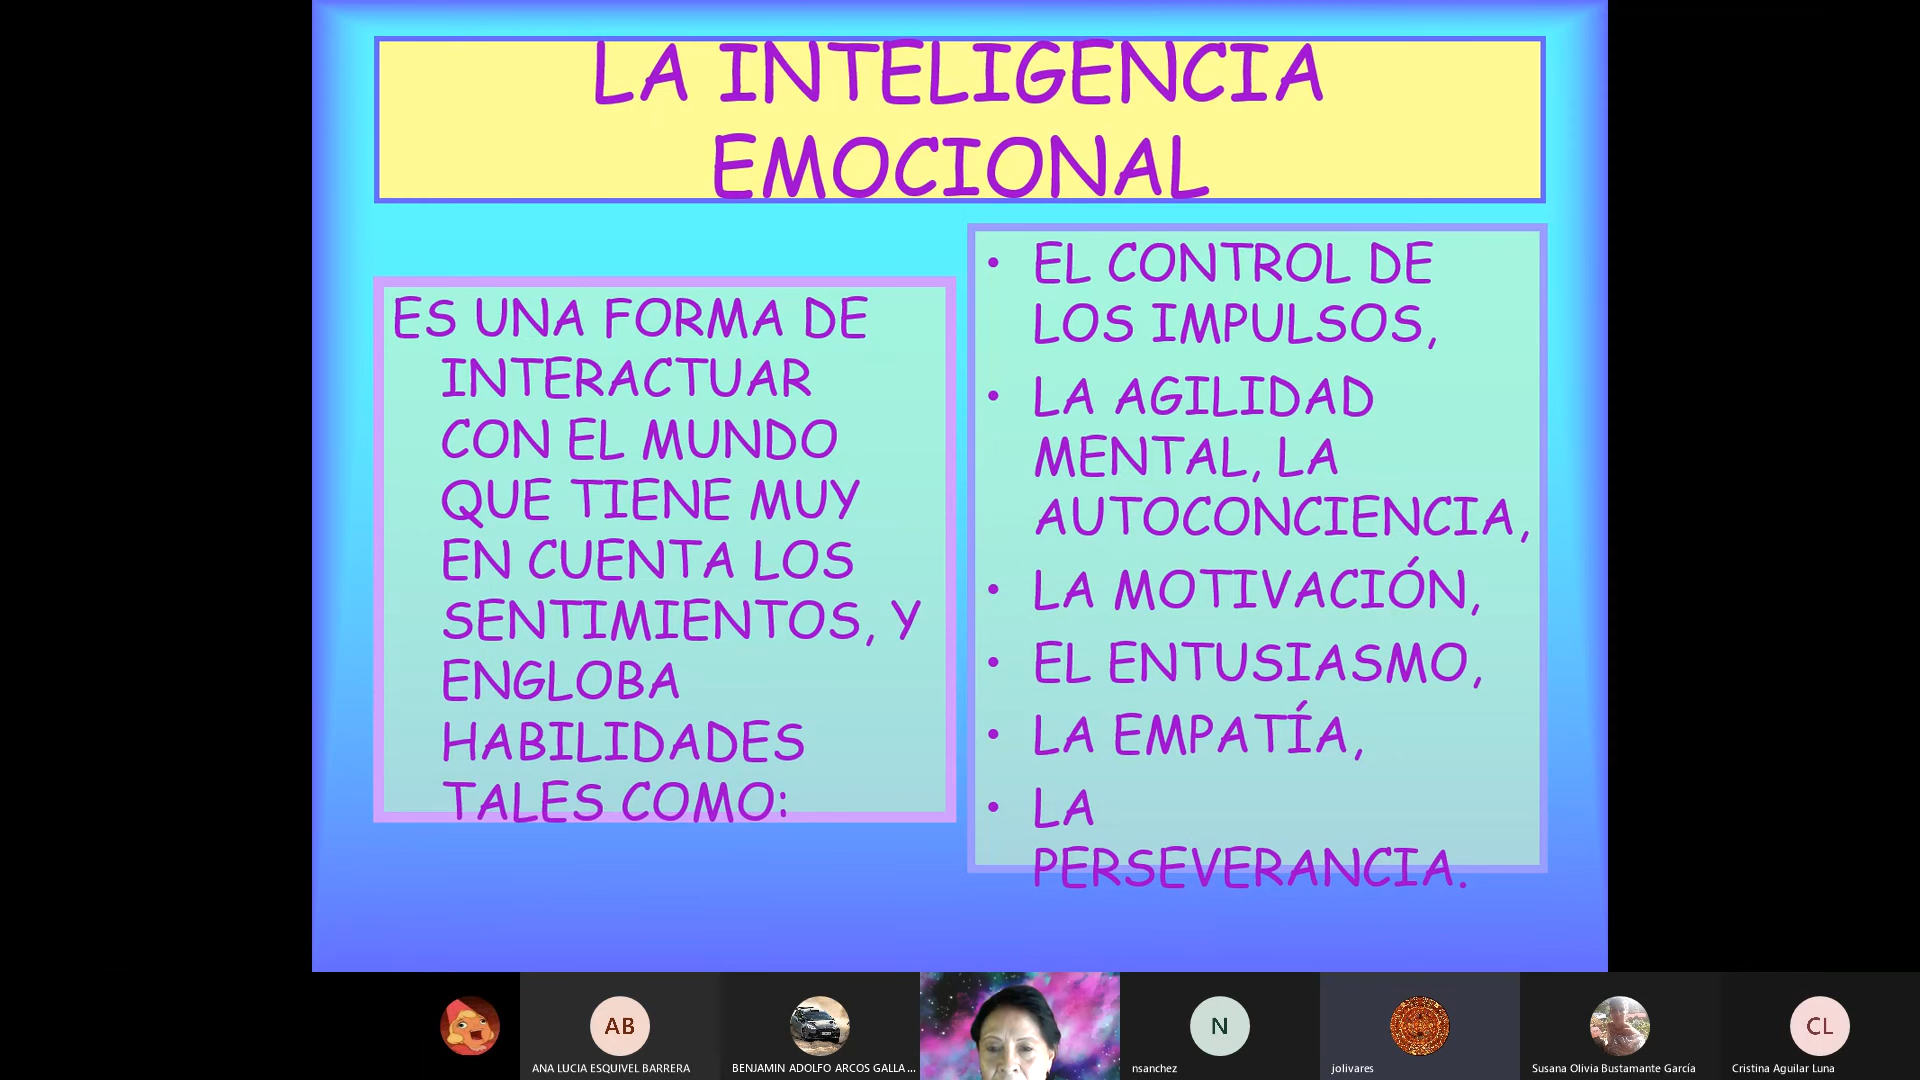 LA INTELIGENCIA
EMOCIONAL
ES UNA FORMA DE
INTERACTUAR
CON EL MUNDO
QUE TIENE MUY
EN CUENTA LOS
SENTIMIENTOS, Y
ENGLOBA
HABILIDADES
TALES COMO:
• EL CONTROL DE
LOS IMPULSOS,
• LA AGILIDAD
MENTAL, LA
AUTOCONCIENCIA,
• LA MOTIVACIÓN,
• EL ENTUSIASMO,
• LA EMPATÍA,
• LA
PERSEVERANCIA.
AB
ANA LUCIA ESQUIVEL BARRERA
BENJAMIN ADOLFO ARCOS GALLA...
N
nsanchez
jolivares
Susana Olivia Bustamante García
CL
Cristina Aguilar Luna